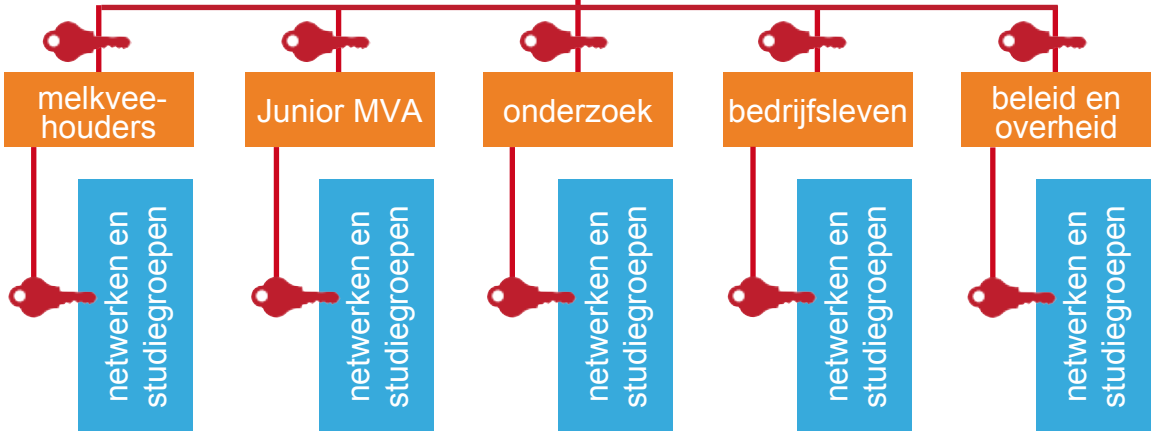 melkvee-
houders
Junior MVA
onderzoek
bedrijfsleven
beleid en
overheid
netwerken en
studiegroepen
netwerken en
studiegroepen
netwerken en
studiegroepen
netwerken en
studiegroepen
netwerken en
studiegroepen